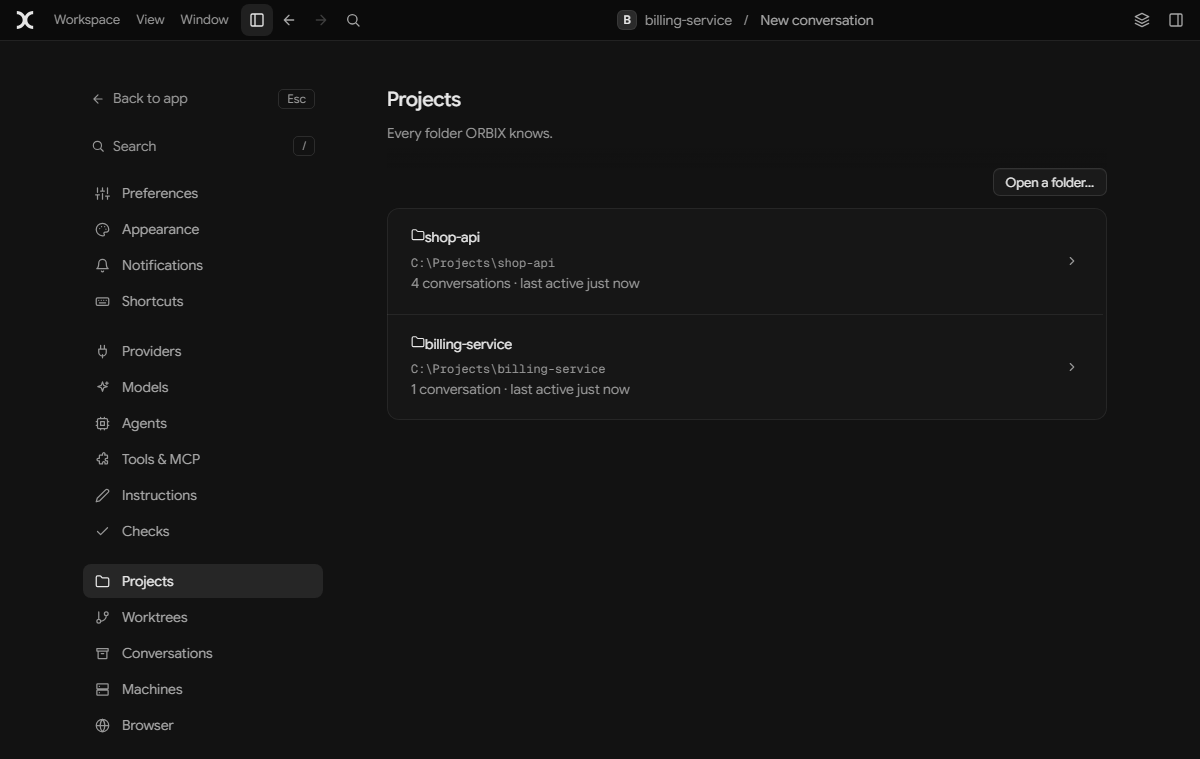 Workspace View Window
B billing-service / New conversation
Back to app Esc
Search /
Preferences
Appearance
Notifications
Shortcuts
Providers
Models
Agents
Tools & MCP
Instructions
Checks
Projects
Worktrees
Conversations
Machines
Browser
Projects
Every folder ORBIX knows.
Open a folder...
shop-api
C:\Projects\shop-api
4 conversations · last active just now
billing-service
C:\Projects\billing-service
1 conversation · last active just now